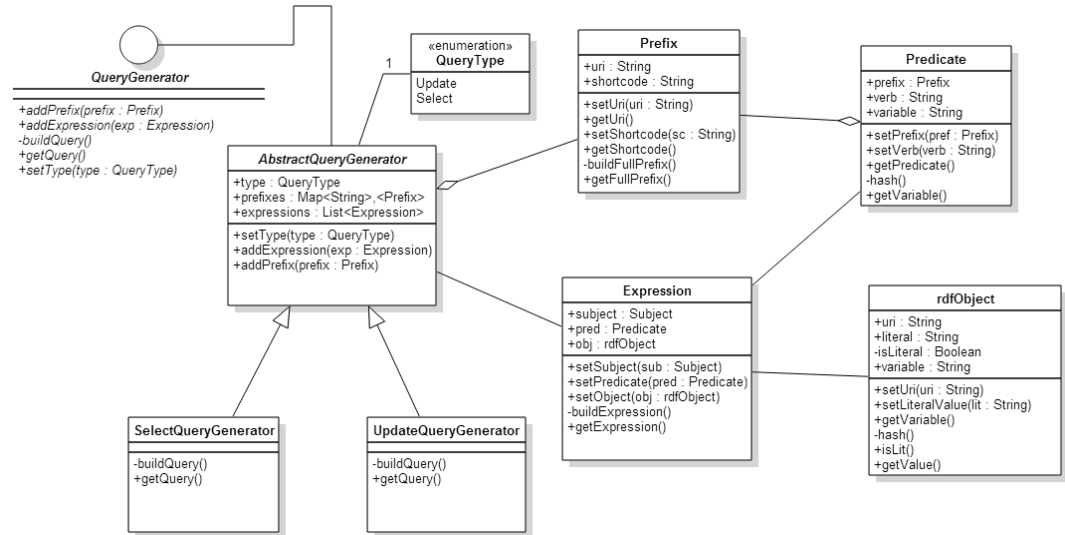 QueryGenerator
+addPrefix(prefix : Prefix)
+addExpression(exp : Expression)
-buildQuery()
+getQuery()
+setType(type : QueryType)
1
«enumeration»
QueryType
Update
Select
Prefix
+uri : String
+shortcode : String
+setUri(uri : String)
+getUri()
+setShortcode(sc : String)
+getShortcode()
-buildFullPrefix()
+getFullPrefix()
Predicate
+prefix : Prefix
+verb : String
+variable : String
+setPrefix(pref : Prefix)
+setVerb(verb : String)
+getPredicate()
-hash()
+getVariable()
AbstractQueryGenerator
+type : QueryType
+prefixes : Map<String>,<Prefix>
+expressions : List<Expression>
+setType(type : QueryType)
+addExpression(exp : Expression)
+addPrefix(prefix : Prefix)
Expression
+subject : Subject
+pred : Predicate
+obj : rdfObject
+setSubject(sub : Subject)
+setPredicate(pred : Predicate)
+setObject(obj : rdfObject)
-buildExpression()
+getExpression()
rdfObject
+uri : String
+literal : String
-isLiteral : Boolean
+variable : String
+setUri(uri : String)
+setLiteralValue(lit : String)
+getVariable()
-hash()
+isLit()
+getValue()
SelectQueryGenerator
-buildQuery()
+getQuery()
UpdateQueryGenerator
-buildQuery()
+getQuery()